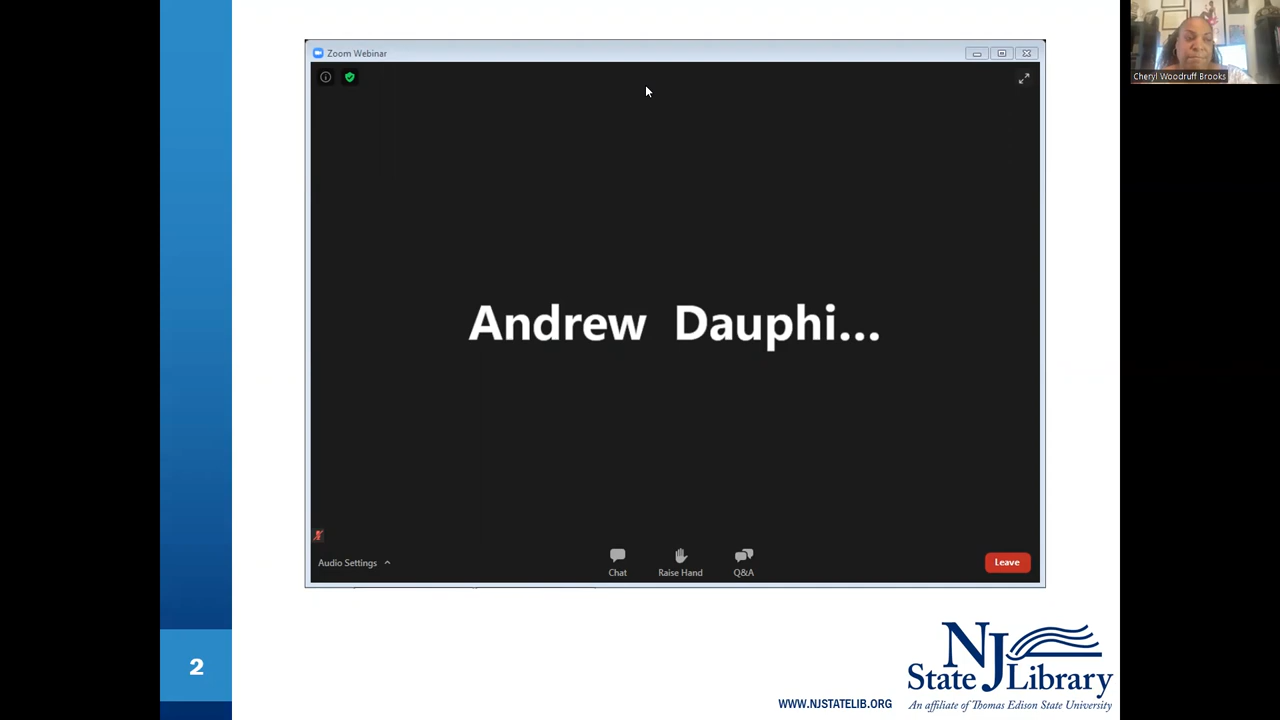 Zoom Webinar
Cheryl Woodruff Brooks
Andrew Dauphi...
Audio Settings
Chat
Raise Hand
Q&A
Leave
2
NJ
State Library
WWW.NJSTATELIB.ORG
An affiliate of Thomas Edison State University